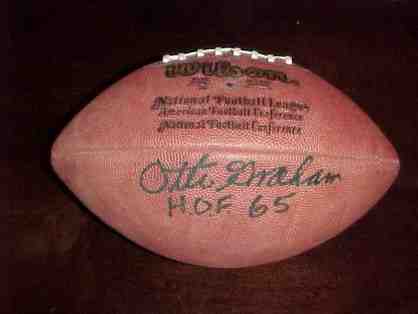 Wilson
National Football League
American Football Conference
National Football Conference
Otto Graham
H.O.F. 65